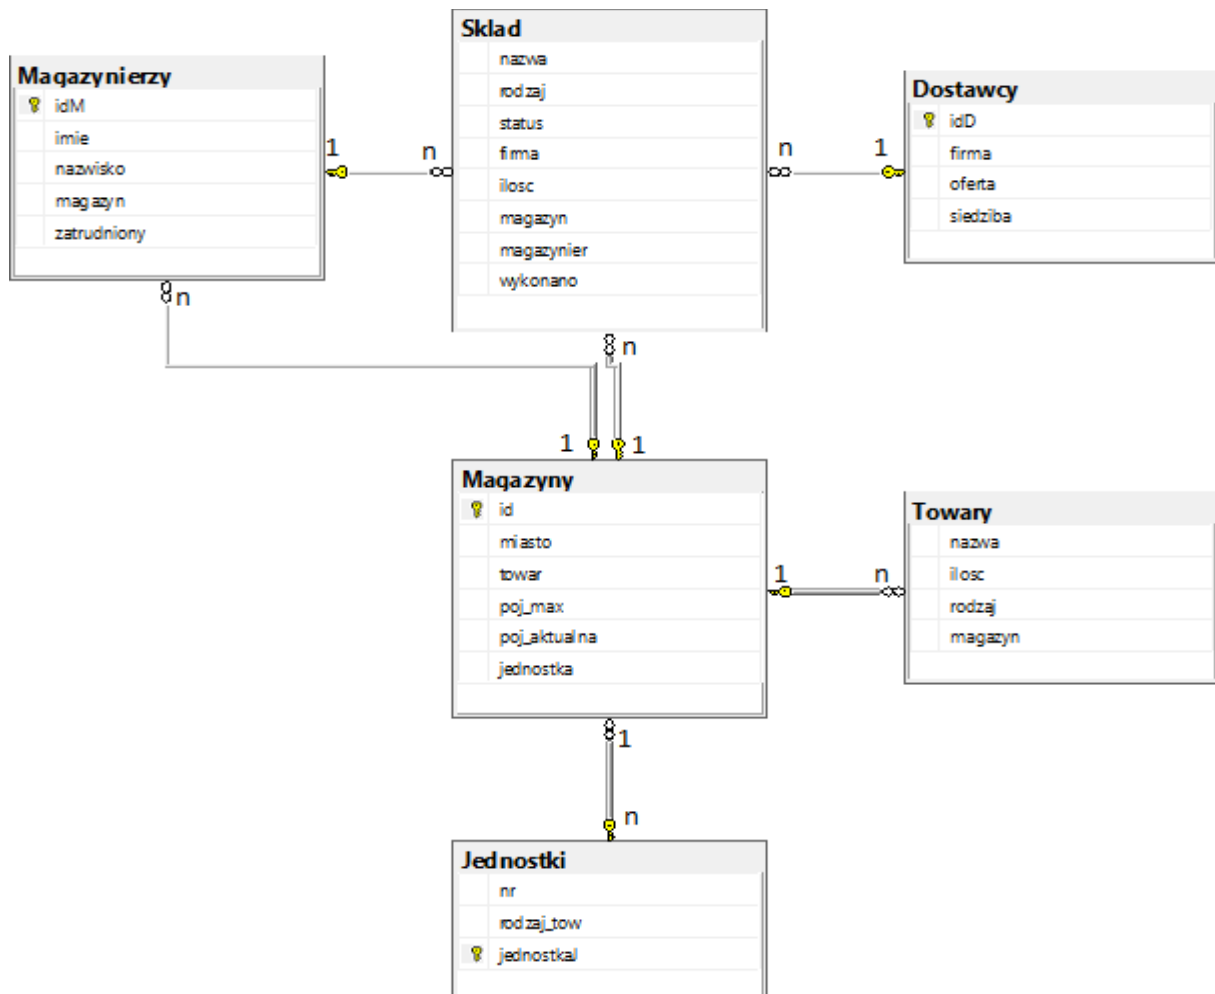 Sklad
nazwa
rodzaj
status
firma
ilosc
magazyn
magazynier
wykonano
Magazynierzy
idM
imie
nazwisko
magazyn
zatrudniony
Dostawcy
idD
firma
oferta
siedziba
1
n
n
1
n
n
1
1
Magazyny
id
miasto
towar
poj_max
poj_aktualna
jednostka
Towary
nazwa
ilosc
rodzaj
magazyn
1
n
1
n
Jednostki
nr
rodzaj_tow
jednostkaJ